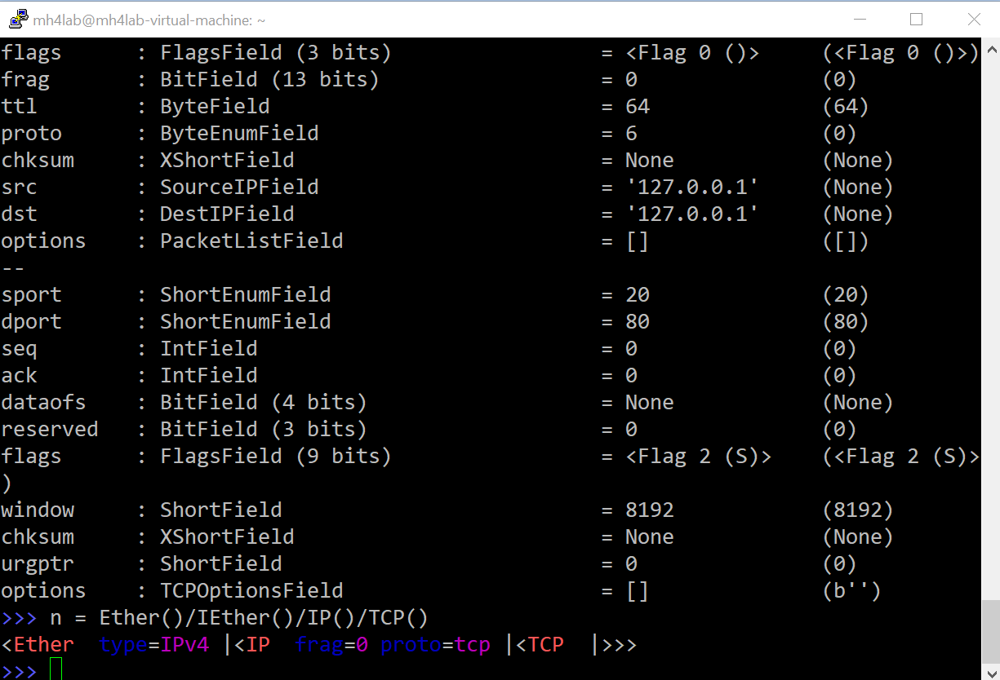 mh4lab@mh4lab-virtual-machine: ~
flags      : FlagsField (3 bits)                 = <Flag 0 ()>     (<Flag 0 ()>)
frag       : BitField (13 bits)                  = 0               (0)
ttl        : ByteField                           = 64              (64)
proto      : ByteEnumField                       = 6               (0)
chksum     : XShortField                         = None            (None)
src        : SourceIPField                       = '127.0.0.1'     (None)
dst        : DestIPField                         = '127.0.0.1'     (None)
options    : PacketListField                     = []              ([])
--
sport      : ShortEnumField                      = 20              (20)
dport      : ShortEnumField                      = 80              (80)
seq        : IntField                            = 0               (0)
ack        : IntField                            = 0               (0)
dataofs    : BitField (4 bits)                   = None            (None)
reserved   : BitField (3 bits)                   = 0               (0)
flags      : FlagsField (9 bits)                 = <Flag 2 (S)>    (<Flag 2 (S)>
)
window     : ShortField                          = 8192            (8192)
chksum     : XShortField                         = None            (None)
urgptr     : ShortField                          = 0               (0)
options    : TCPOptionsField                     = []              (b'')
>>> n = Ether()/IEther()/IP()/TCP()
<Ether  type=IPv4 |<IP  frag=0 proto=tcp |<TCP  |>>>
>>>